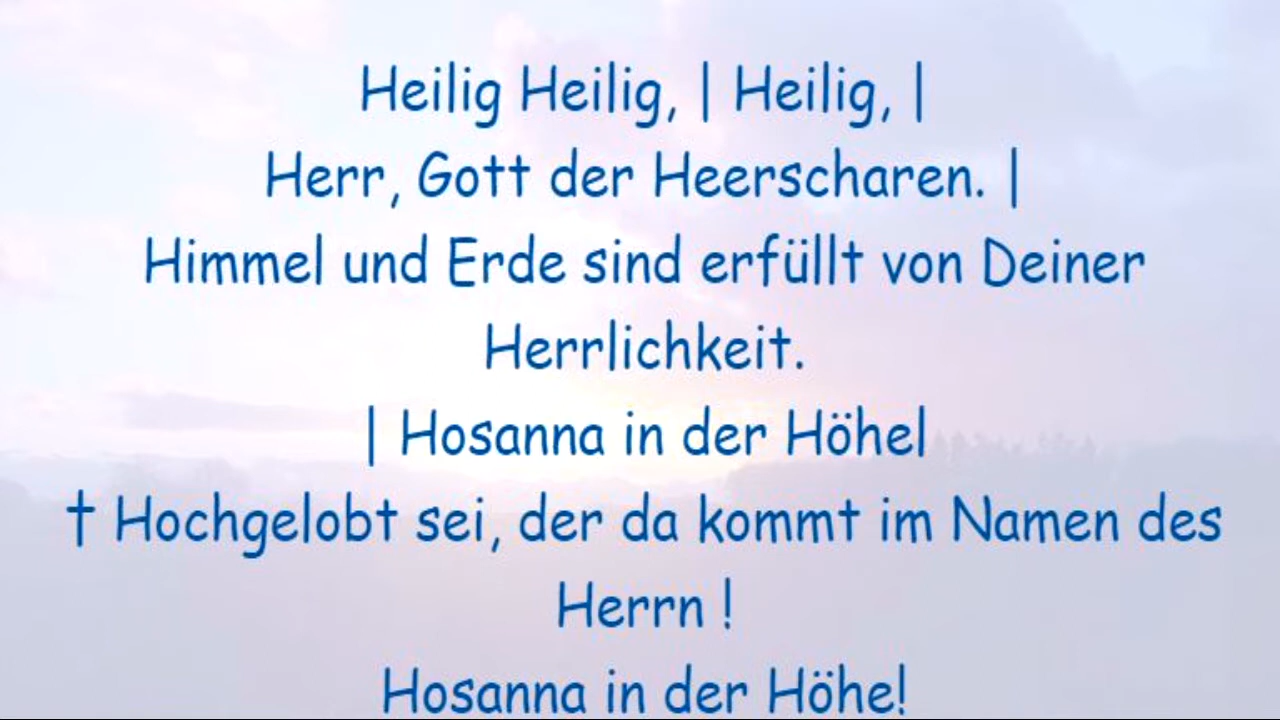 Heilig Heilig, | Heilig, |
Herr, Gott der Heerscharen. |
Himmel und Erde sind erfüllt von Deiner
Herrlichkeit.
| Hosanna in der Höhel
† Hochgelobt sei, der da kommt im Namen des
Herrn !
Hosanna in der Höhe!